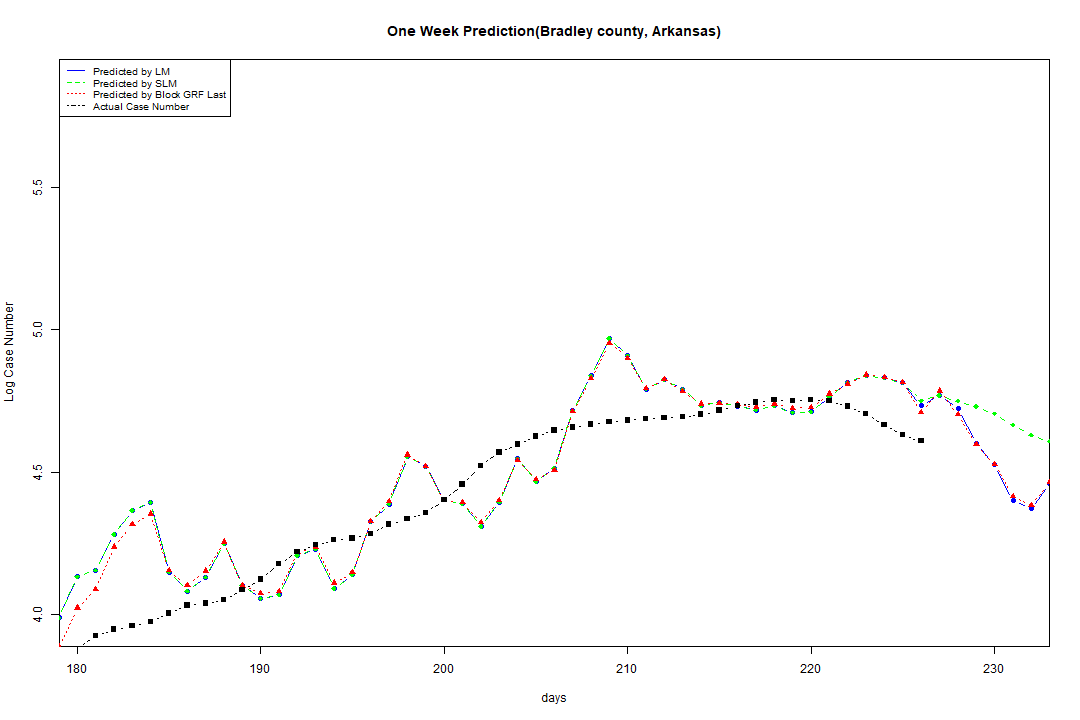 One Week Prediction(Bradley county, Arkansas)
Predicted by LM
Predicted by SLM
Predicted by Block GRF Last
Actual Case Number
5.5
5.0
4.5
4.0
Log Case Number
180 190 200 210 220 230
days